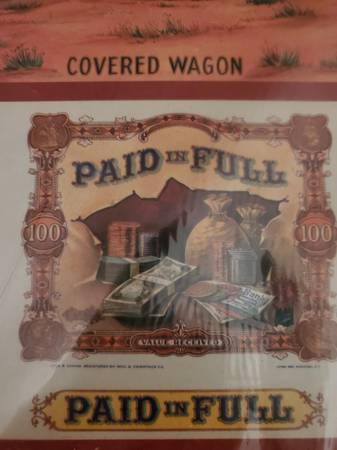 COVERED WAGON
PAID IN FULL
100
100
VALUE RECEIVED
PAID IN FULL